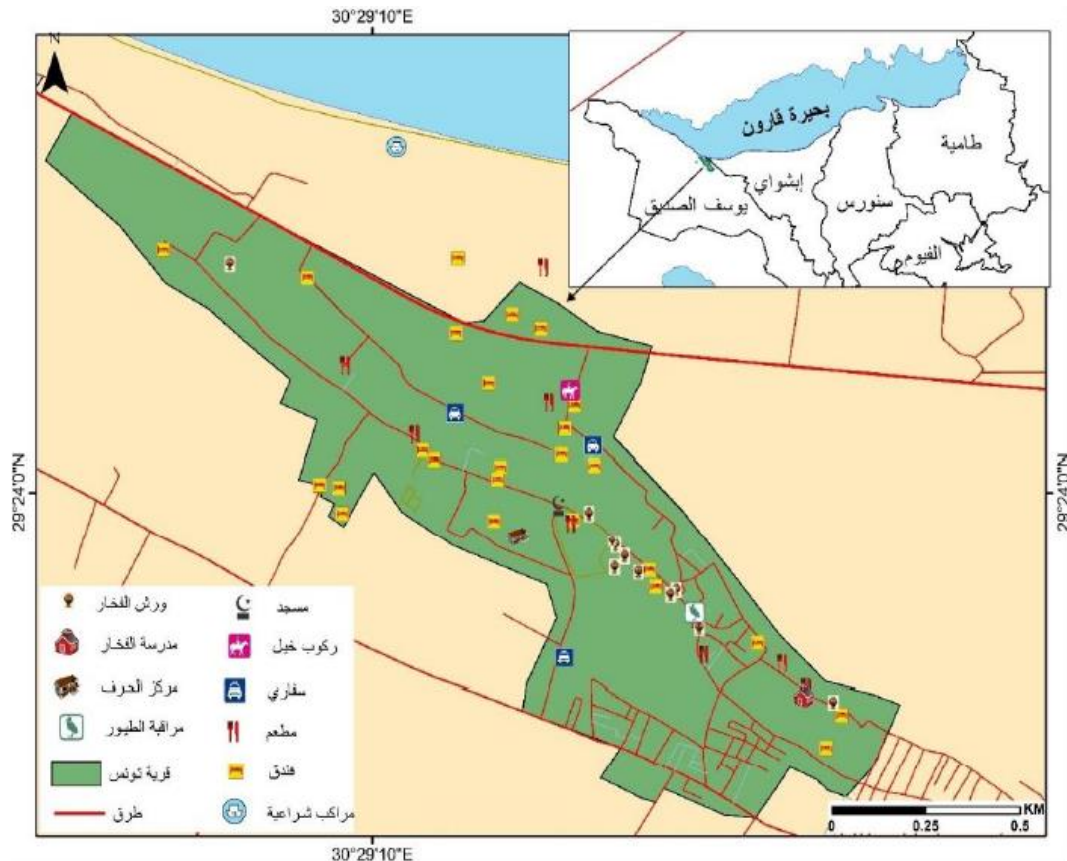 30°29'10"E
N
بحيرة قارون
طامية
إبشواي
سنورس
يوسف الصديق
الفيوم
29°24'0"N
29°24'0"N
ورش الفخار
مسجد
مدرسة الفخار
ركوب خيل
مركز الحرف
سفاري
مراقبة الطيور
مطعم
قرية تونس
فندق
طرق
مراكب شراعية
KM
0 0.25 0.5
30°29'10"E